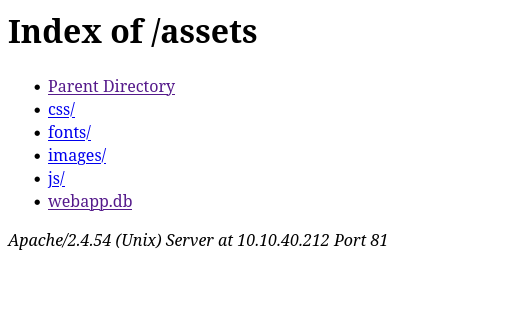 Index of /assets
Parent Directory
css/
fonts/
images/
js/
webapp.db
Apache/2.4.54 (Unix) Server at 10.10.40.212 Port 81